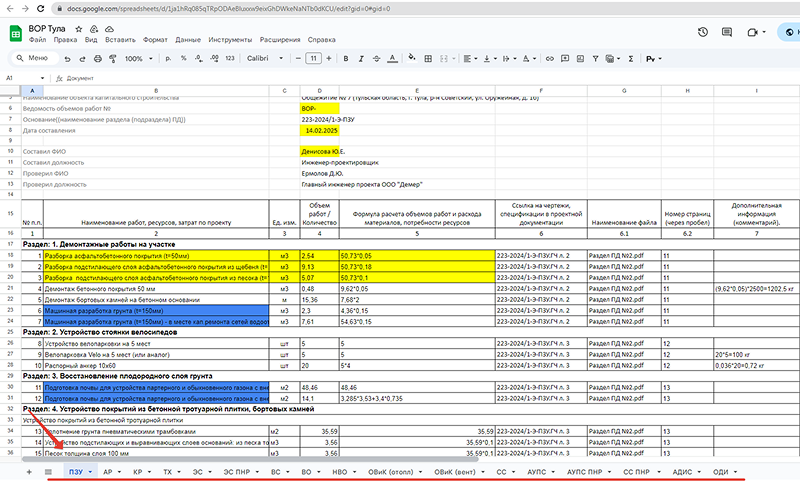 docs.google.com/spreadsheets/d/1ja1hRq085qTRpODAeBluxxw9eixGhDWkeNaNTb0dXCU/edit?gid=0#gid=0
ВОР Тула
Файл Правка Вид Вставить Формат Данные Инструменты Расширения Справка
Меню 100% р. % .0 .00 123 Calibri 11
A1 Документ
A B C D E F G H I
5 Наименование объекта капитального строительства Общежитие № 7 (Тульская область, г. Тула, р-н Советский, ул. Оружейная, д. 16)
6 Ведомость объемов работ № ВОР-
7 Основание((наименование раздела (подраздела) ПД)) 223-2024/1-Э-ПЗУ
8 Дата составления 14.02.2025
9
10 Составил ФИО Денисова Ю.Е.
11 Составил должность Инженер-проектировщик
12 Проверил ФИО Ермолов Д.Ю.
13 Проверил должность Главный инженер проекта ООО "Демер"
14
15 № п.п. Наименование работ, ресурсов, затрат по проекту Ед. изм. Объем работ / Количество Формула расчета объемов работ и расхода материалов, потребности ресурсов Ссылка на чертежи, спецификации в проектной документации Наименование файла Номер страниц (через пробел) Дополнительная информация (комментарий).
16 1 2 3 4 5 6 6.1 6.2 7
17 Раздел: 1. Демонтажные работы на участке
18 1 Разборка асфальтобетонного покрытия (t=50мм) м3 2,54 50,73*0,05 223-2024/1-Э-ПЗУ.ГЧ л. 2 Раздел ПД №2.pdf 11
19 2 Разборка подстилающего слоя асфальтобетонного покрытия из щебеня (t= м3 9,13 50,73*0,18 223-2024/1-Э-ПЗУ.ГЧ л. 2 Раздел ПД №2.pdf 11
20 3 Разборка подстилающего слоя асфальтобетонного покрытия из песока (t= м3 5,07 50,73*0,1 223-2024/1-Э-ПЗУ.ГЧ л. 2 Раздел ПД №2.pdf 11
21 4 Демонтаж бетонного покрытия 50 мм м3 0,48 9.62*0,05 223-2024/1-Э-ПЗУ.ГЧ л. 2 Раздел ПД №2.pdf 11 (9,62*0,05)*2500=1202,5 кг
22 5 Демонтаж бортовых камней на бетонном основании м 15,36 7,68*2 223-2024/1-Э-ПЗУ.ГЧ л. 2 Раздел ПД №2.pdf 11
23 6 Машинная разработка грунта (t=150мм) м3 2,3 4,36*0,15 223-2024/1-Э-ПЗУ.ГЧ л. 2 Раздел ПД №2.pdf 11
24 7 Машинная разработка грунта (t=150мм) - в месте кап.ремонта сетей водоо м3 7,61 54,63*0,15 223-2024/1-Э-ПЗУ.ГЧ л. 2 Раздел ПД №2.pdf 11
25 Раздел: 2. Устройство стоянки велосипедов
26 8 Устройство велопарковки на 5 мест шт 5 5 223-2024/1-Э-ПЗУ.ГЧ л. 3 Раздел ПД №2.pdf 12
27 9 Велопарковка Velo на 5 мест (или аналог) шт 5 5 223-2024/1-Э-ПЗУ.ГЧ л. 3 Раздел ПД №2.pdf 12 20*5=100 кг
28 10 Распорный анкер 10х60 шт 20 5*4 223-2024/1-Э-ПЗУ.ГЧ л. 3 Раздел ПД №2.pdf 12 0,036*20=0,72 кг
29 Раздел: 3. Восстановление плодородного слоя грунта
30 11 Подготовка почвы для устройства партерного и обыкновенного газона с вне м2 48,46 48,46 223-2024/1-Э-ПЗУ.ГЧ л. 3 Раздел ПД №2.pdf 13
31 12 Подготовка почвы для устройства партерного и обыкновенного газона с вне м2 14,1 3.285*3,53+3.4*0.735 223-2024/1-Э-ПЗУ.ГЧ л. 3 Раздел ПД №2.pdf 13
32 Раздел: 4. Устройство покрытий из бетонной тротуарной плитки, бортовых камней
33 Устройство покрытия из бетонной тротуарной плитки
34 13 Уплотнение грунта пневматическими трамбовками м2 35,59 35,59 223-2024/1-Э-ПЗУ.ГЧ л. 3 Раздел ПД №2.pdf 13
35 14 Устройство подстилающих и выравнивающих слоев оснований: из песка то м3 3,56 35,59*0,1 223-2024/1-Э-ПЗУ.ГЧ л. 3 Раздел ПД №2.pdf 13
36 15 Песок толщина слоя 100 мм м3 3,56 35,59*0,1 223-2024/1-Э-ПЗУ.ГЧ л. 3 Раздел ПД №2.pdf 13
ПЗУ АР КР ТХ ЭС ЭС ПНР ВС ВО НВО ОВиК (отопл) ОВиК (вент) СС АУПС АУПС ПНР СС ПНР АДИС ОДИ